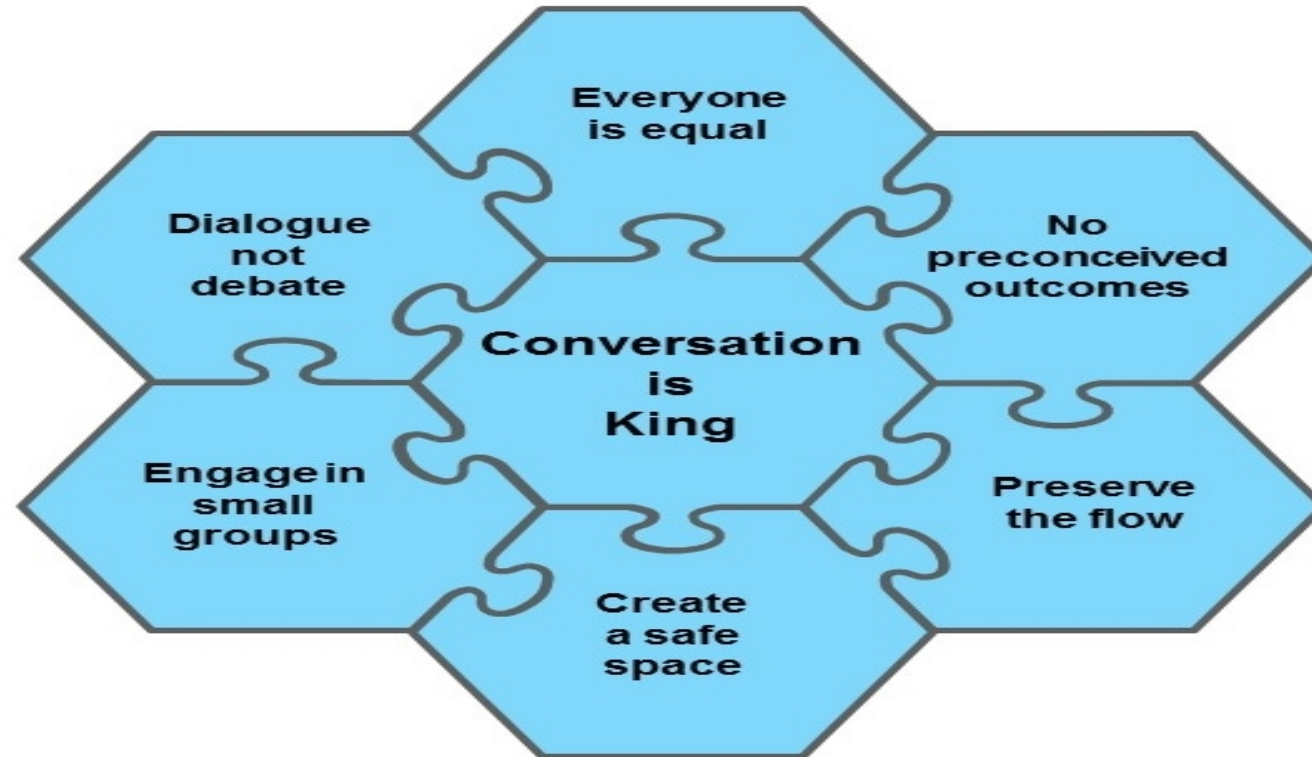 Everyone
is equal
Dialogue
not
debate
No
preconceived
outcomes
Conversation
is
King
Engage in
small
groups
Preserve
the flow
Create
a safe
space